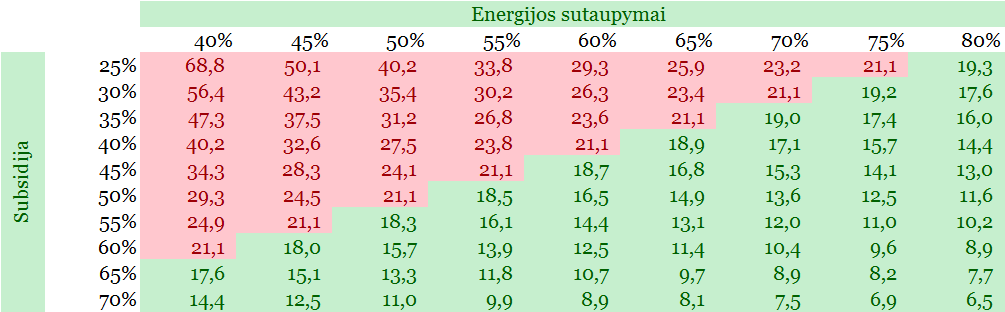 Energijos sutaupymai
40% 45% 50% 55% 60% 65% 70% 75% 80%
Subsidija
25% 68,8 50,1 40,2 33,8 29,3 25,9 23,2 21,1 19,3
30% 56,4 43,2 35,4 30,2 26,3 23,4 21,1 19,2 17,6
35% 47,3 37,5 31,2 26,8 23,6 21,1 19,0 17,4 16,0
40% 40,2 32,6 27,5 23,8 21,1 18,9 17,1 15,7 14,4
45% 34,3 28,3 24,1 21,1 18,7 16,8 15,3 14,1 13,0
50% 29,3 24,5 21,1 18,5 16,5 14,9 13,6 12,5 11,6
55% 24,9 21,1 18,3 16,1 14,4 13,1 12,0 11,0 10,2
60% 21,1 18,0 15,7 13,9 12,5 11,4 10,4 9,6 8,9
65% 17,6 15,1 13,3 11,8 10,7 9,7 8,9 8,2 7,7
70% 14,4 12,5 11,0 9,9 8,9 8,1 7,5 6,9 6,5